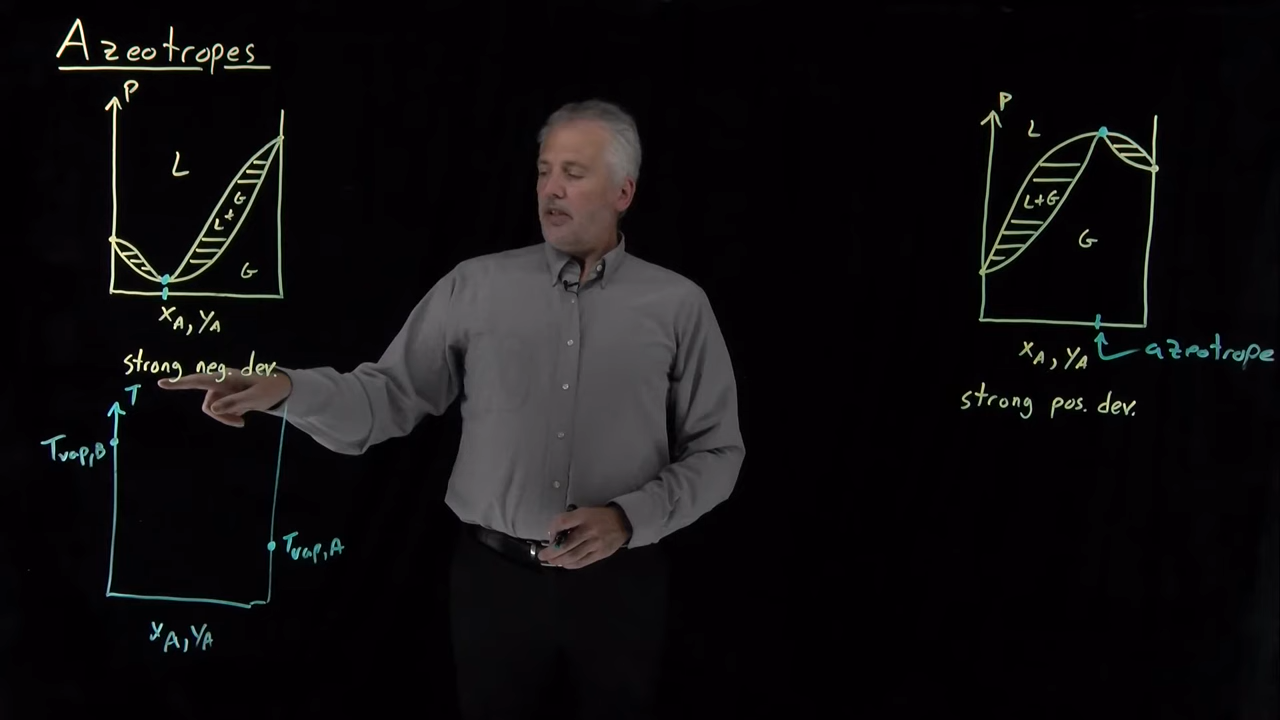 Azeotropes
P
L
L+G
G
xA, yA
strong neg. dev.
T
Tvap,B
Tvap,A
xA, yA
P
L
L+G
G
xA, yA
azeotrope
strong pos. dev.